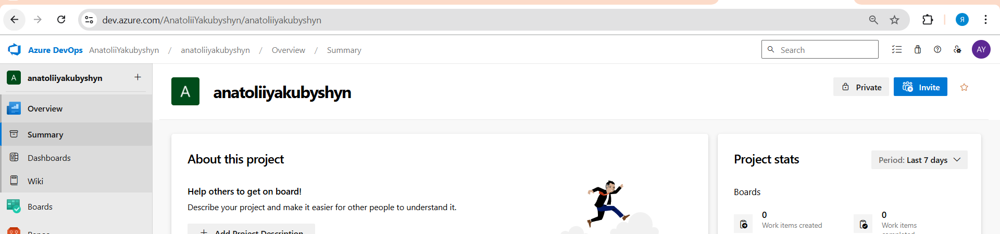 dev.azure.com/AnatoliiYakubyshyn/anatoliiyakubyshyn
Я
Azure DevOps AnatoliiYakubyshyn / anatoliiyakubyshyn / Overview / Summary
Search
AY
A anatoliiyakubyshyn +
A anatoliiyakubyshyn
Private
Invite
Overview
Summary
Dashboards
Wiki
Boards
Repos
About this project
Help others to get on board!
Describe your project and make it easier for other people to understand it.
+ Add Project Description
Project stats
Period: Last 7 days
Boards
0
Work items created
0
Work items
completed